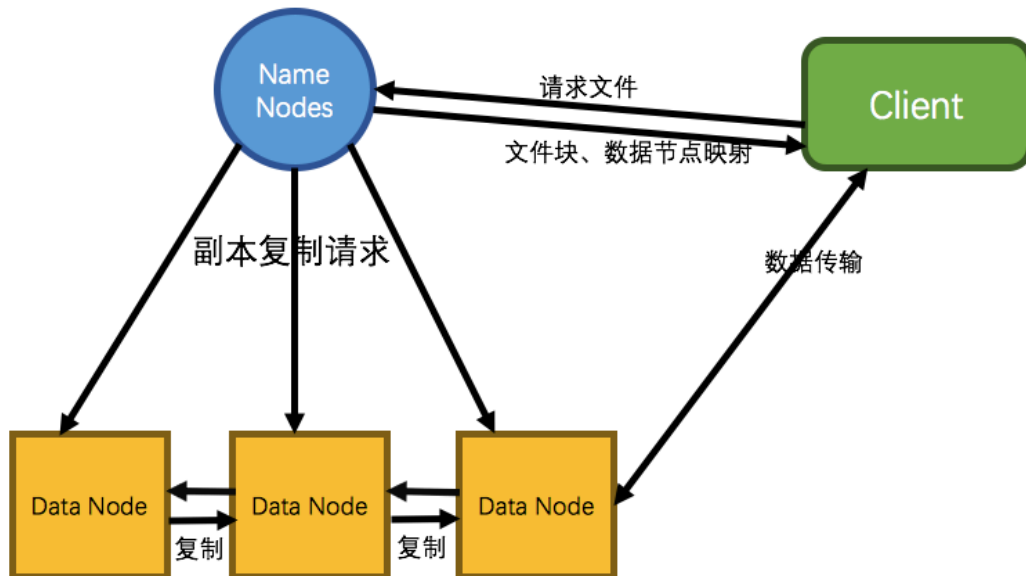 Name
Nodes
请求文件
Client
文件块、数据节点映射
副本复制请求
数据传输
Data Node
Data Node
Data Node
复制
复制